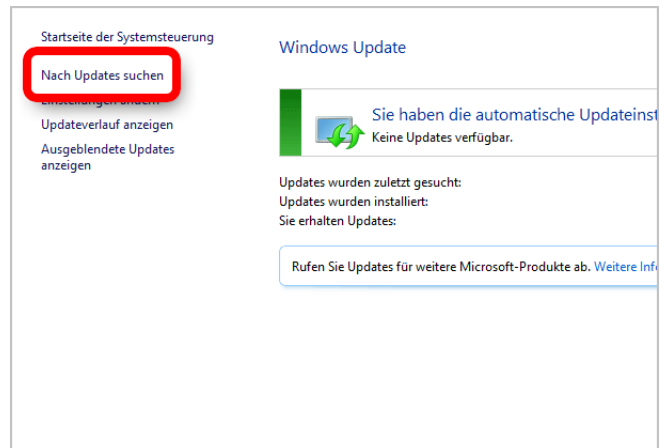 Startseite der Systemsteuerung
Nach Updates suchen
Updateverlauf anzeigen
Ausgeblendete Updates
anzeigen
Windows Update
Sie haben die automatische Updateinst
Keine Updates verfügbar.
Updates wurden zuletzt gesucht:
Updates wurden installiert:
Sie erhalten Updates:
Rufen Sie Updates für weitere Microsoft-Produkte ab. Weitere Inf